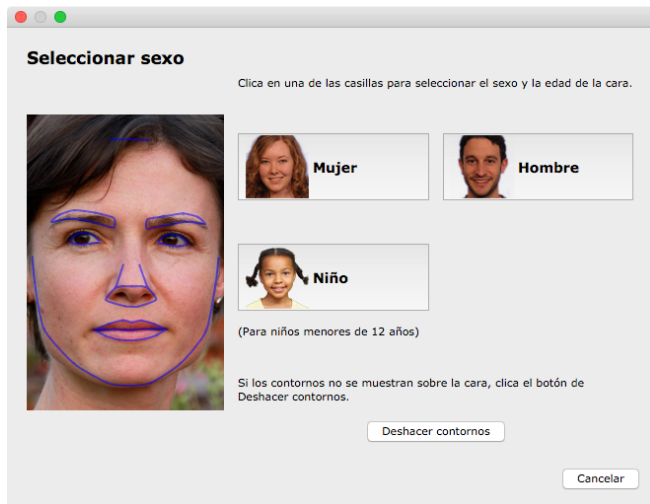 Seleccionar sexo
Clica en una de las casillas para seleccionar el sexo y la edad de la cara.
Mujer
Hombre
Niño
(Para niños menores de 12 años)
Si los contornos no se muestran sobre la cara, clica el botón de
Deshacer contornos.
Deshacer contornos
Cancelar